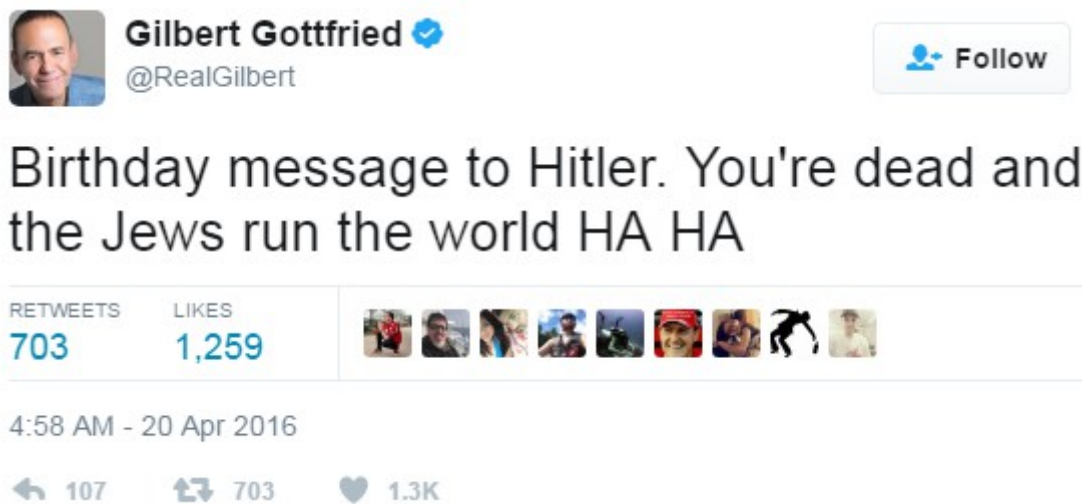 Gilbert Gottfried
@RealGilbert
Follow
Birthday message to Hitler. You're dead and
the Jews run the world HA HA
RETWEETS LIKES
703 1,259
4:58 AM - 20 Apr 2016
107 703 1.3K